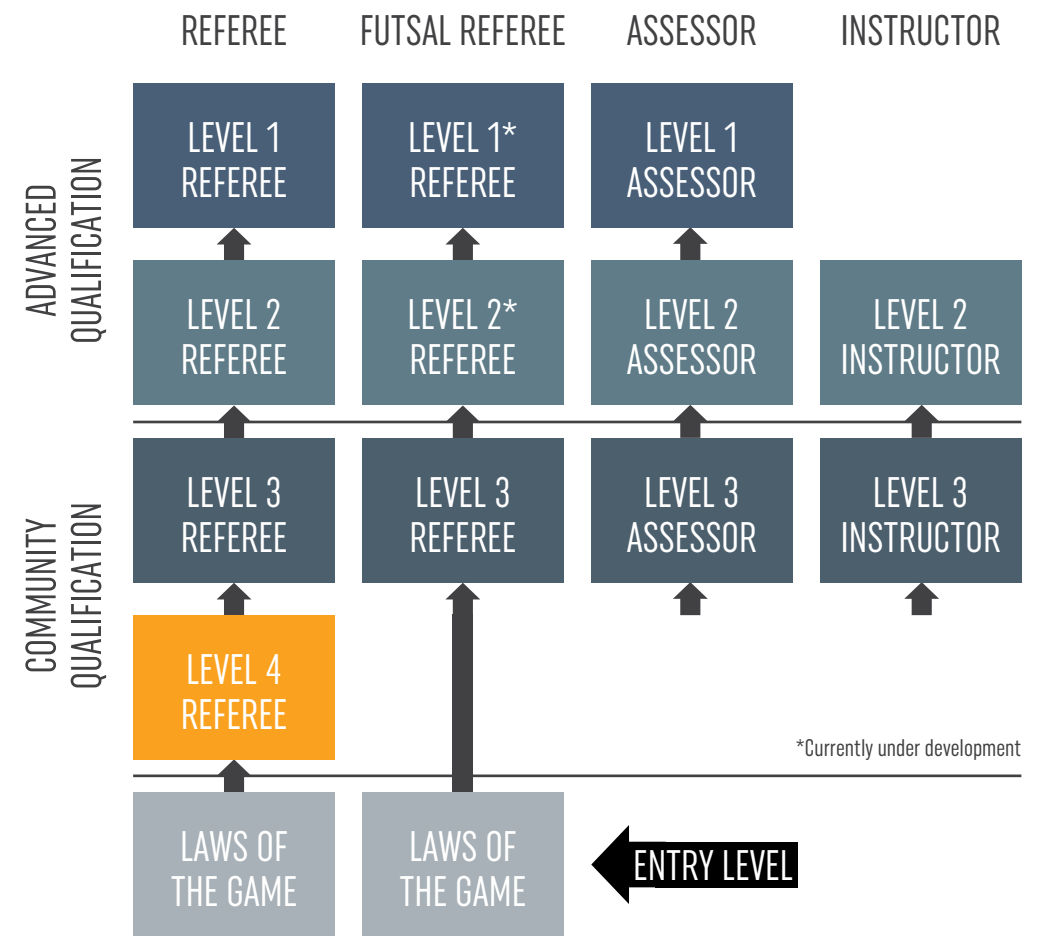 REFEREE
FUTSAL REFEREE
ASSESSOR
INSTRUCTOR
ADVANCED
QUALIFICATION
LEVEL 1
REFEREE
LEVEL 1*
REFEREE
LEVEL 1
ASSESSOR
LEVEL 2
REFEREE
LEVEL 2*
REFEREE
LEVEL 2
ASSESSOR
LEVEL 2
INSTRUCTOR
COMMUNITY
QUALIFICATION
LEVEL 3
REFEREE
LEVEL 3
REFEREE
LEVEL 3
ASSESSOR
LEVEL 3
INSTRUCTOR
LEVEL 4
REFEREE
*Currently under development
LAWS OF
THE GAME
LAWS OF
THE GAME
ENTRY LEVEL